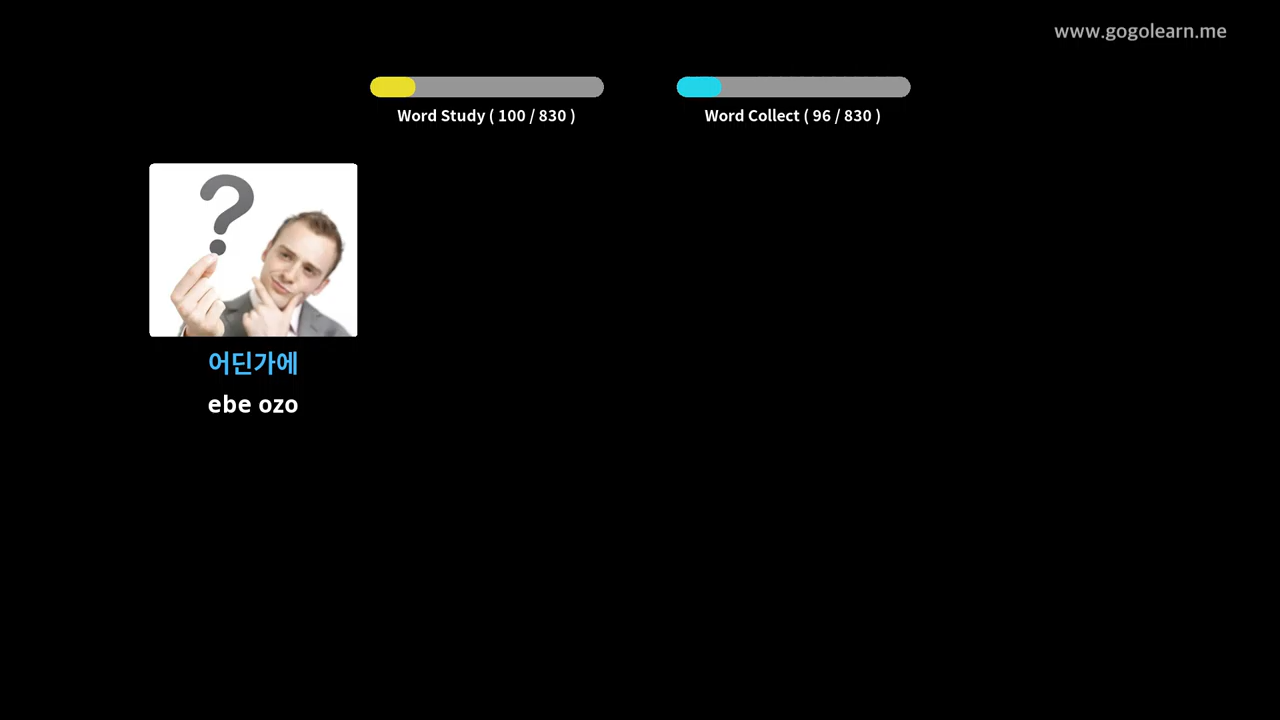 www.gogolearn.me
Word Study ( 100 / 830 )
Word Collect ( 96 / 830 )
?
어딘가에
ebe ozo